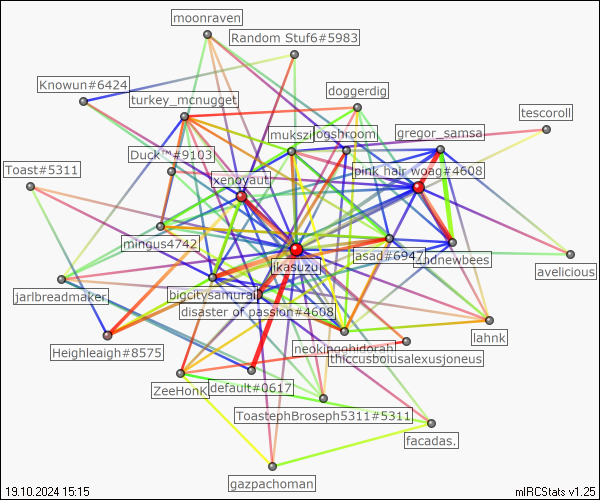 moonraven
Random Stuf6#5983
Knowun#6424
doggerdig
turkey_mcnugget
tescoroll
gregor_samsa
mukszi
logshroom
Duck™#9103
Toast#5311
pink hair woag#4608
xenoyaut
mingus4742
asad#6947
2ndnewbees
ikasuzui
avelicious
jarlbreadmaker
bigcitysamurai
disaster of passion#4608
lahnk
Heighleaigh#8575
neokingghidorah
thiccusbolusalexusjoneus
ZeeHonK
default#0617
ToastephBroseph5311#5311
facadas.
gazpachoman
19.10.2024 15:15
mIRCStats v1.25